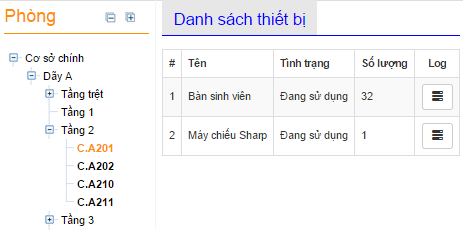 Phòng
Cơ sở chính
Dãy A
Tầng trệt
Tầng 1
Tầng 2
C.A201
C.A202
C.A210
C.A211
Tầng 3
Danh sách thiết bị
# Tên Tình trạng Số lượng Log
1 Bàn sinh viên Đang sử dụng 32
2 Máy chiếu Sharp Đang sử dụng 1